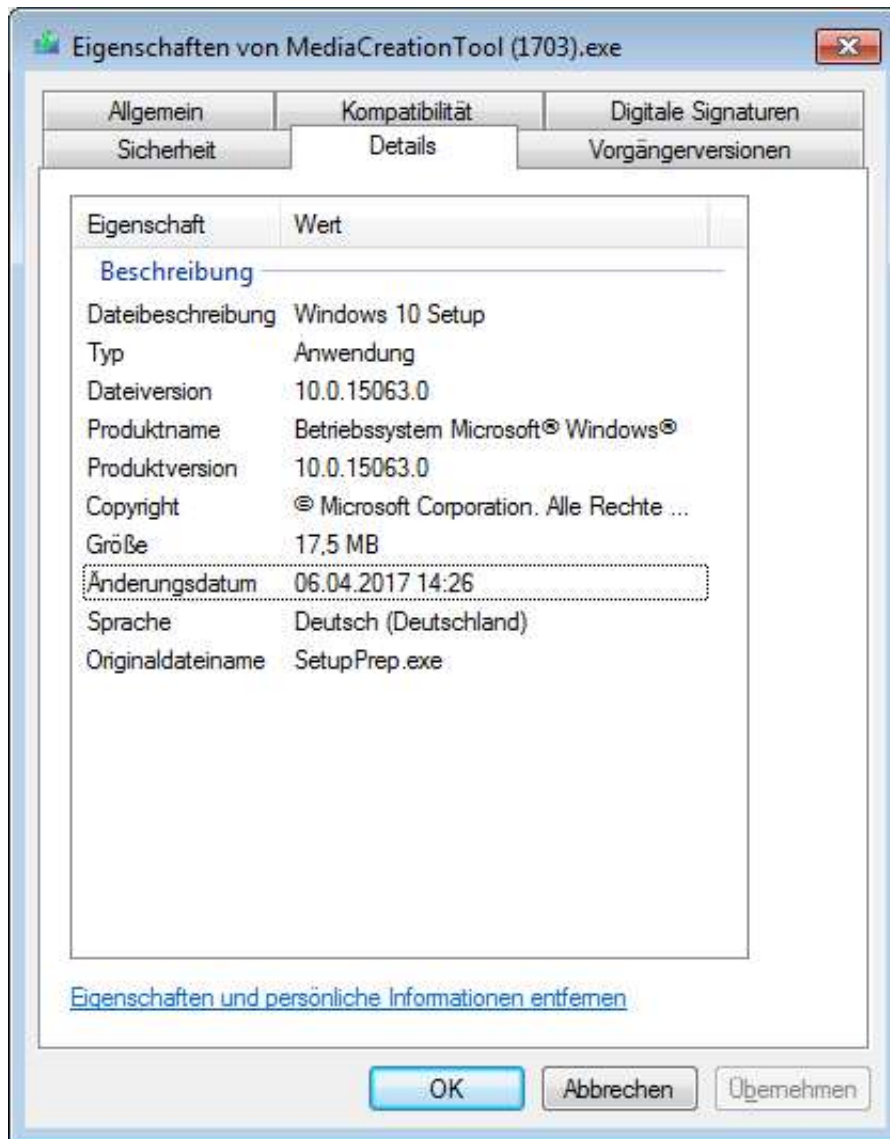 Eigenschaften von MediaCreationTool (1703).exe
Allgemein Kompatibilität Digitale Signaturen
Sicherheit Details Vorgängerversionen
Eigenschaft Wert
Beschreibung
Dateibeschreibung Windows 10 Setup
Typ Anwendung
Dateiversion 10.0.15063.0
Produktname Betriebssystem Microsoft® Windows®
Produktversion 10.0.15063.0
Copyright © Microsoft Corporation. Alle Rechte ...
Größe 17,5 MB
Änderungsdatum 06.04.2017 14:26
Sprache Deutsch (Deutschland)
Originaldateiname SetupPrep.exe
Eigenschaften und persönliche Informationen entfernen
OK Abbrechen Übernehmen